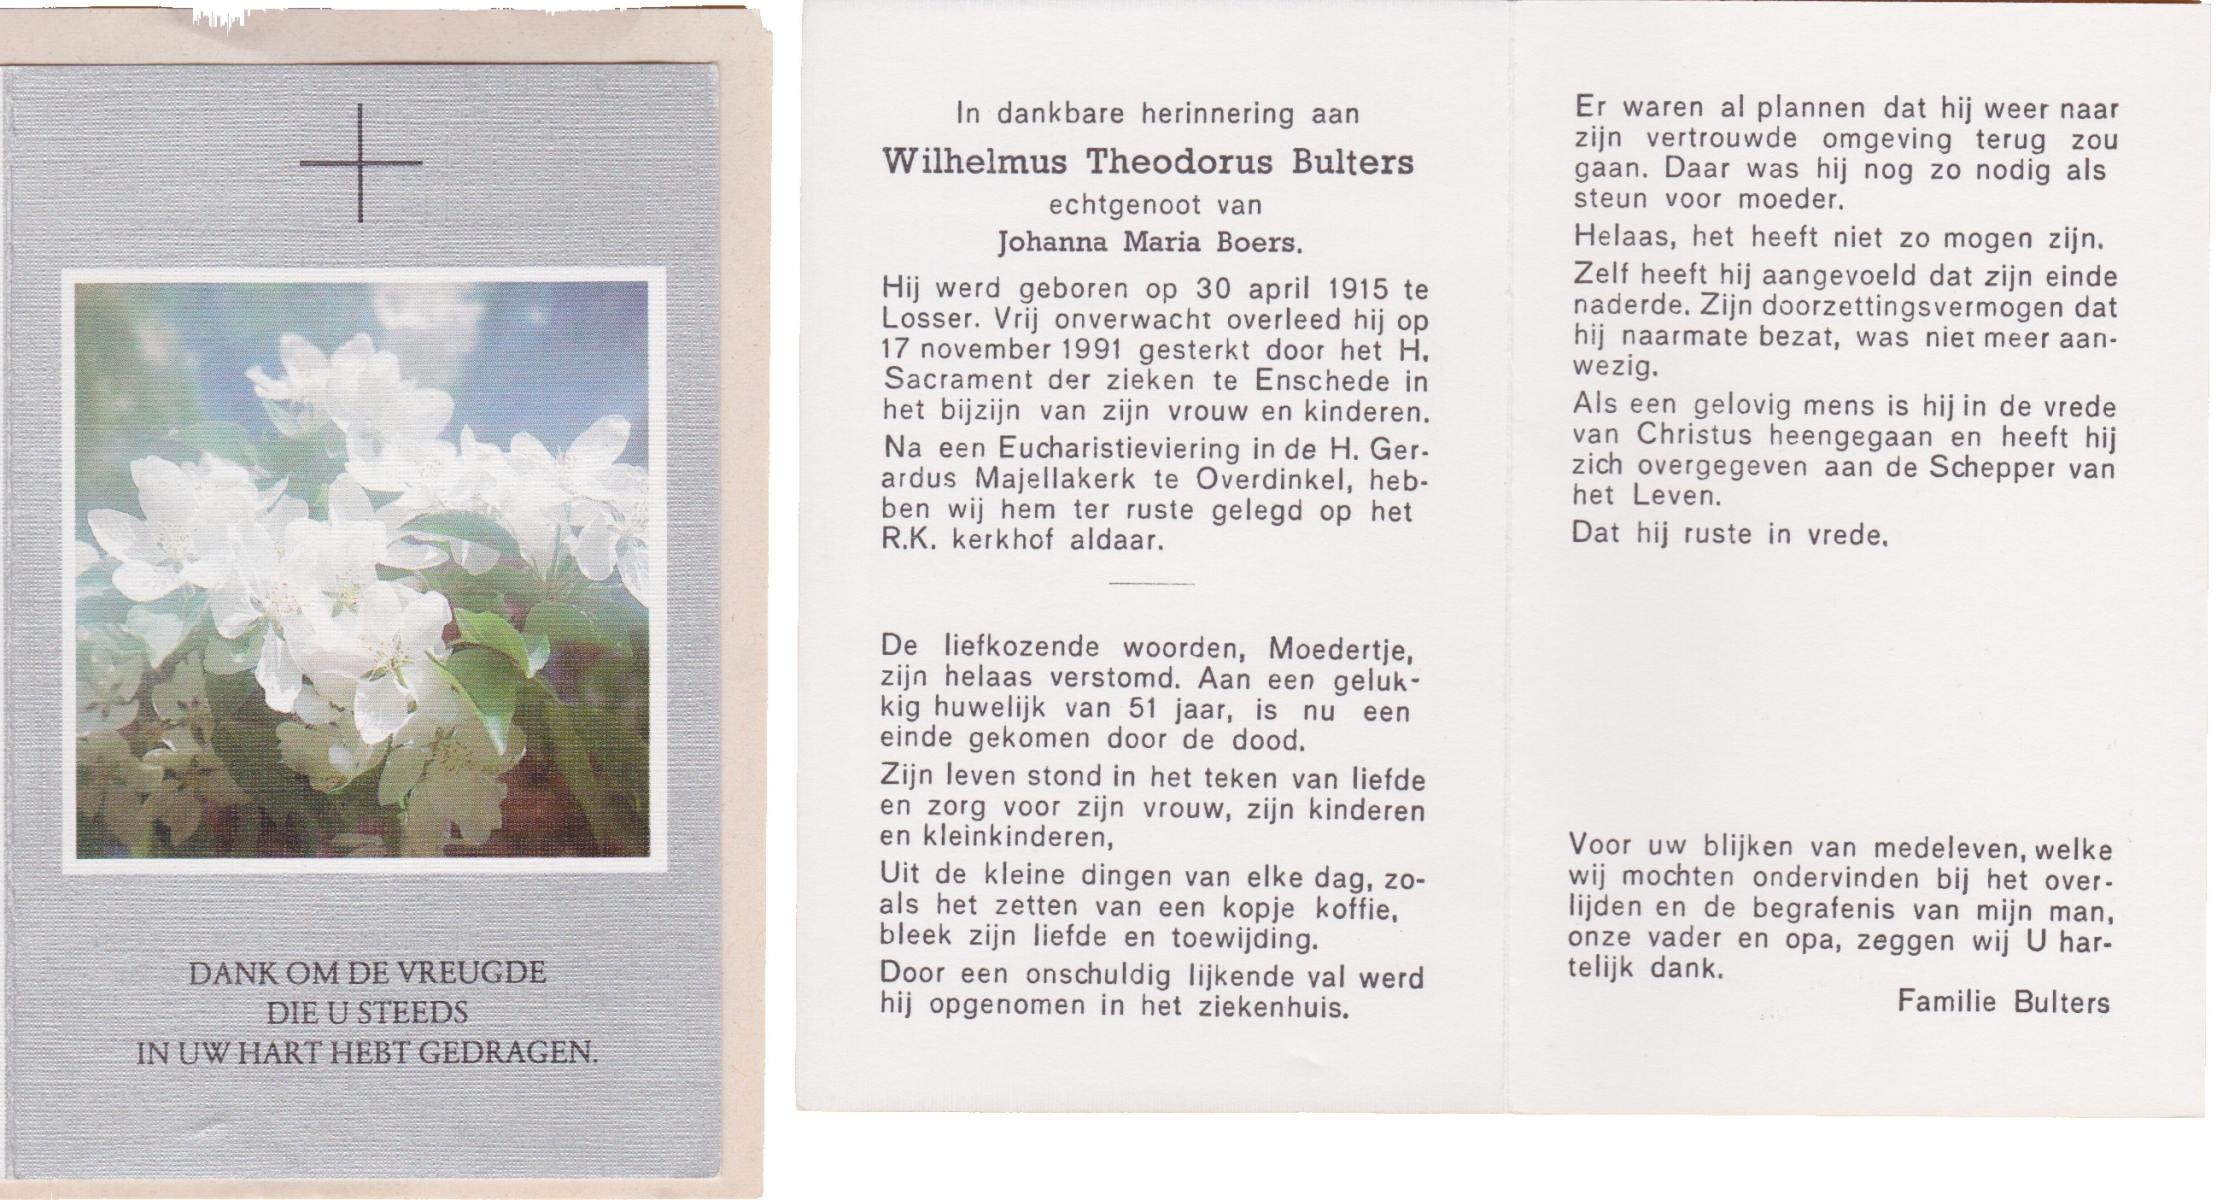 DANK OM DE VREUGDE
DIE U STEEDS
IN UW HART HEBT GEDRAGEN.
In dankbare herinnering aan
Wilhelmus Theodorus Bulters
echtgenoot van
Johanna Maria Boers.
Hij werd geboren op 30 april 1915 te
Losser. Vrij onverwacht overleed hij op
17 november 1991 gesterkt door het H.
Sacrament der zieken te Enschede in
het bijzijn van zijn vrouw en kinderen.
Na een Eucharistieviering in de H. Ger-
ardus Majellakerk te Overdinkel, heb-
ben wij hem ter ruste gelegd op het
R.K. kerkhof aldaar.
De liefkozende woorden, Moedertje,
zijn helaas verstomd. Aan een geluk-
kig huwelijk van 51 jaar, is nu een
einde gekomen door de dood.
Zijn leven stond in het teken van liefde
en zorg voor zijn vrouw, zijn kinderen
en kleinkinderen,
Uit de kleine dingen van elke dag, zo-
als het zetten van een kopje koffie,
bleek zijn liefde en toewijding.
Door een onschuldig lijkende val werd
hij opgenomen in het ziekenhuis.
Er waren al plannen dat hij weer naar
zijn vertrouwde omgeving terug zou
gaan. Daar was hij nog zo nodig als
steun voor moeder.
Helaas, het heeft niet zo mogen zijn.
Zelf heeft hij aangevoeld dat zijn einde
naderde. Zijn doorzettingsvermogen dat
hij naarmate bezat, was niet meer aan-
wezig.
Als een gelovig mens is hij in de vrede
van Christus heengegaan en heeft hij
zich overgegeven aan de Schepper van
het Leven.
Dat hij ruste in vrede.
Voor uw blijken van medeleven, welke
wij mochten ondervinden bij het over-
lijden en de begrafenis van mijn man,
onze vader en opa, zeggen wij U har-
telijk dank.
Familie Bulters